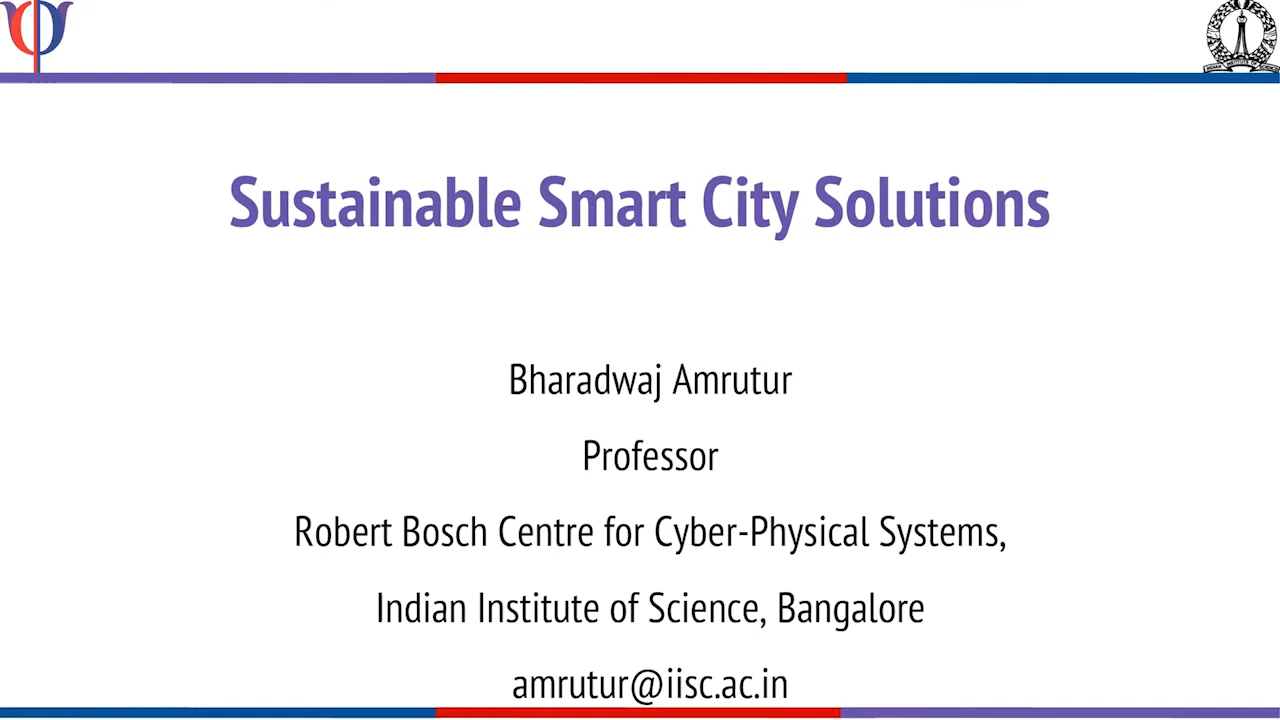 Sustainable Smart City Solutions
Bharadwaj Amrutur
Professor
Robert Bosch Centre for Cyber-Physical Systems,
Indian Institute of Science, Bangalore
amrutur@iisc.ac.in